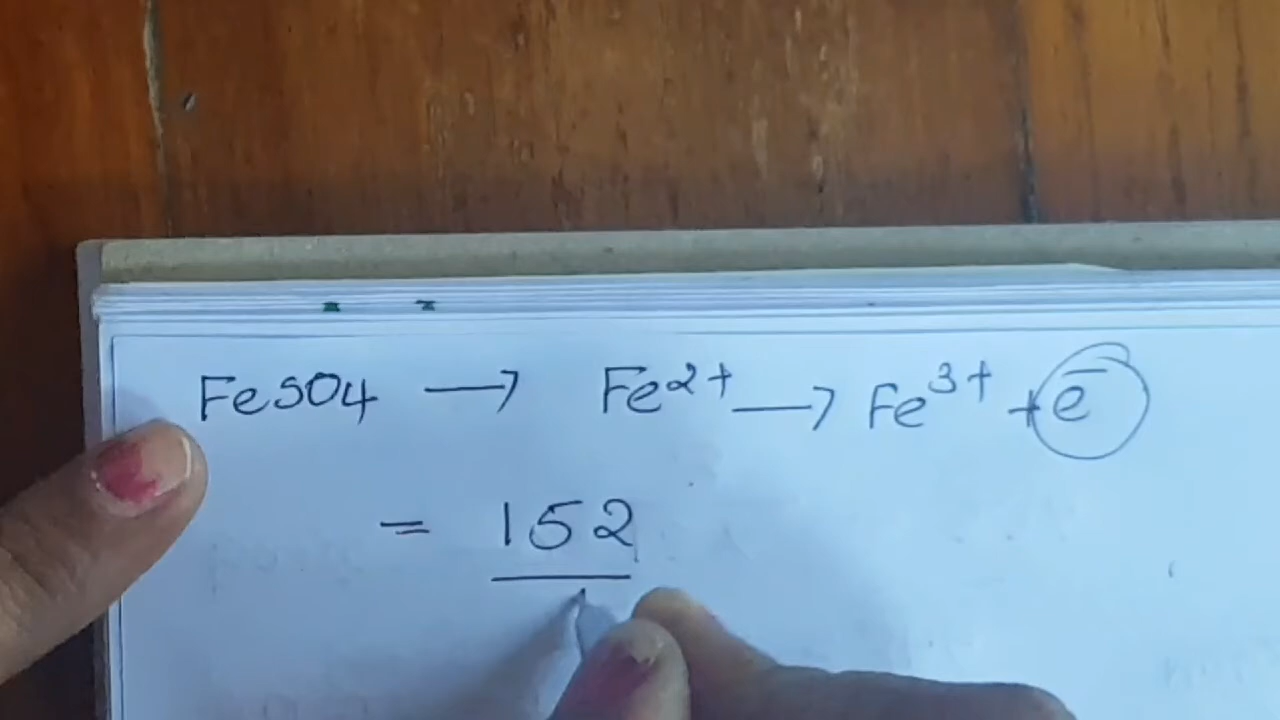 FeSO4 → Fe²⁺ → Fe³⁺ + e⁻
= 152